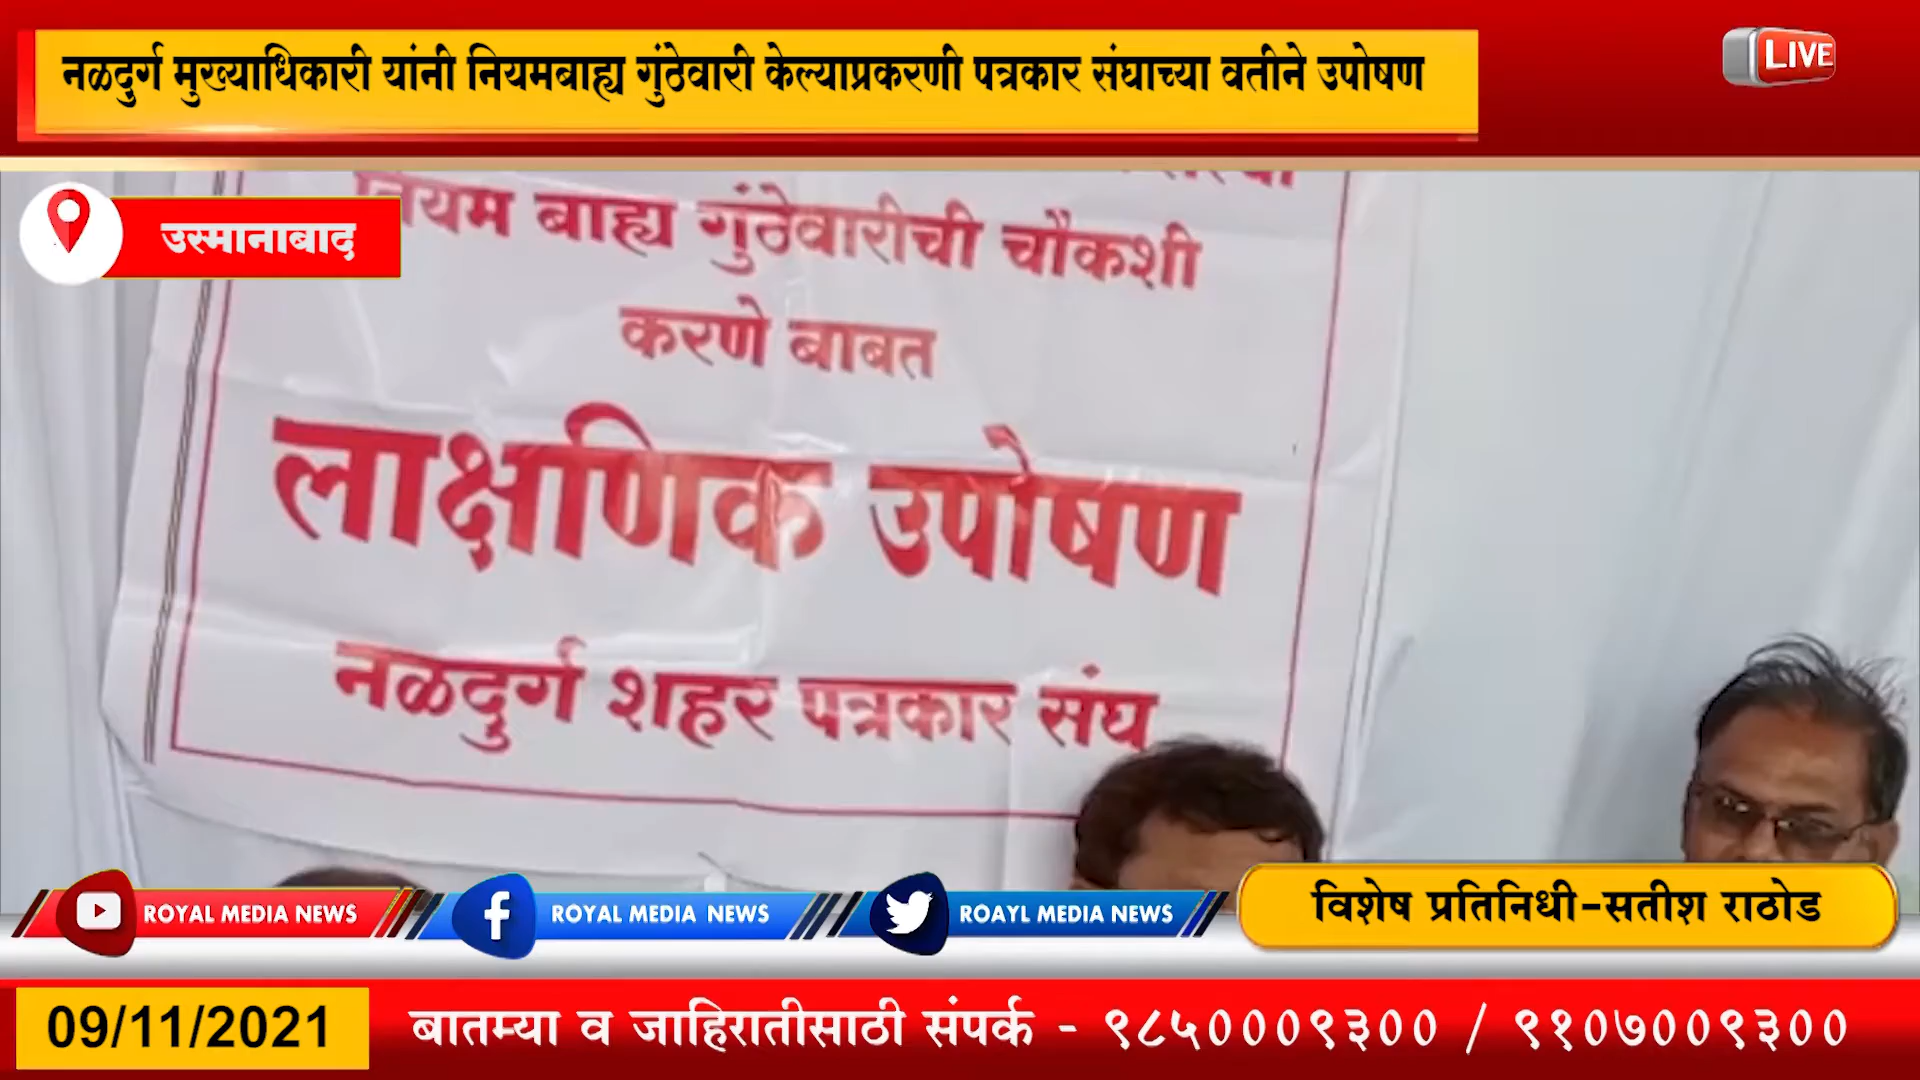 नळदुर्ग मुख्याधिकारी यांनी नियमबाह्य गुंठेवारी केल्याप्रकरणी पत्रकार संघाच्या वतीने उपोषण
LIVE
उस्मानाबाद
बाह्य गुंठेवारीची चौकशी
करणे बाबत
लाक्षणिक उपोषण
नळदुर्ग शहर पत्रकार संघ
ROYAL MEDIA NEWS
ROYAL MEDIA NEWS
ROAYL MEDIA NEWS
विशेष प्रतिनिधी-सतीश राठोड
09/11/2021
बातम्या व जाहिरातीसाठी संपर्क - ९८५०००९३०० / ९१०७००९३००